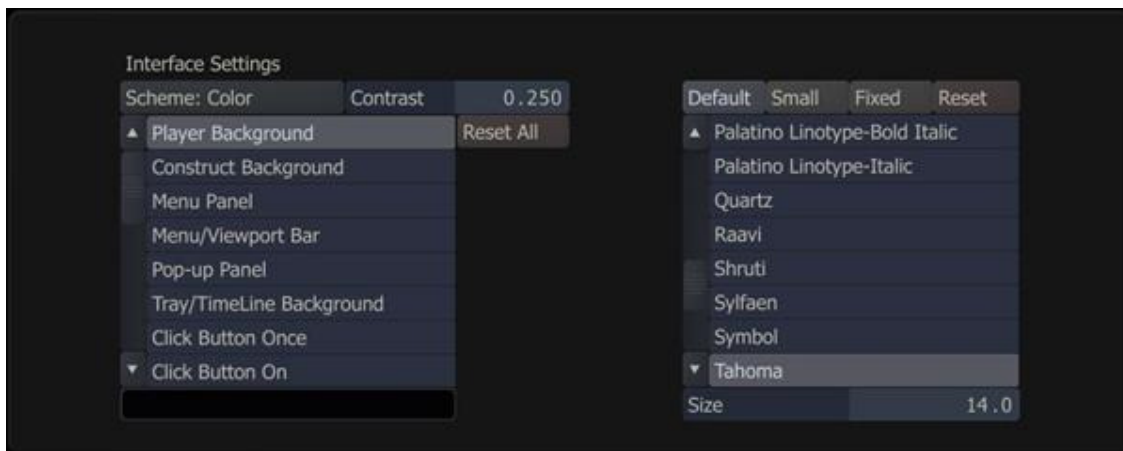 Interface Settings
Scheme: Color Contrast 0.250
Player Background Reset All
Construct Background
Menu Panel
Menu/Viewport Bar
Pop-up Panel
Tray/TimeLine Background
Click Button Once
Click Button On
Default Small Fixed Reset
Palatino Linotype-Bold Italic
Palatino Linotype-Italic
Quartz
Raavi
Shruti
Sylfaen
Symbol
Tahoma
Size 14.0